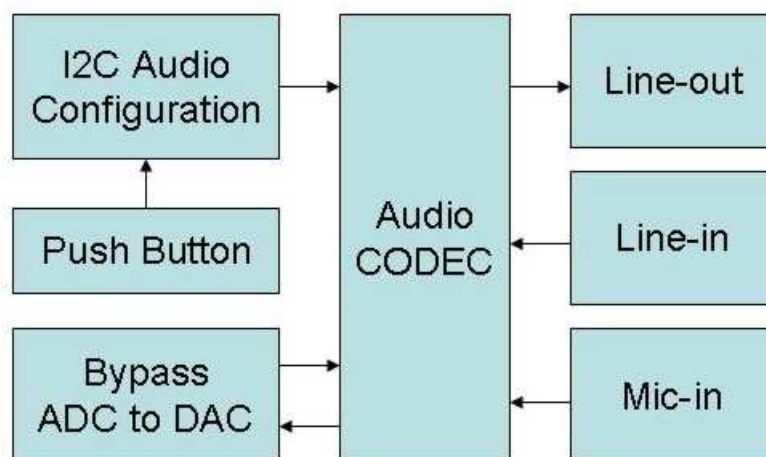 I2C Audio
Configuration
Push Button
Bypass
ADC to DAC
Audio
CODEC
Line-out
Line-in
Mic-in